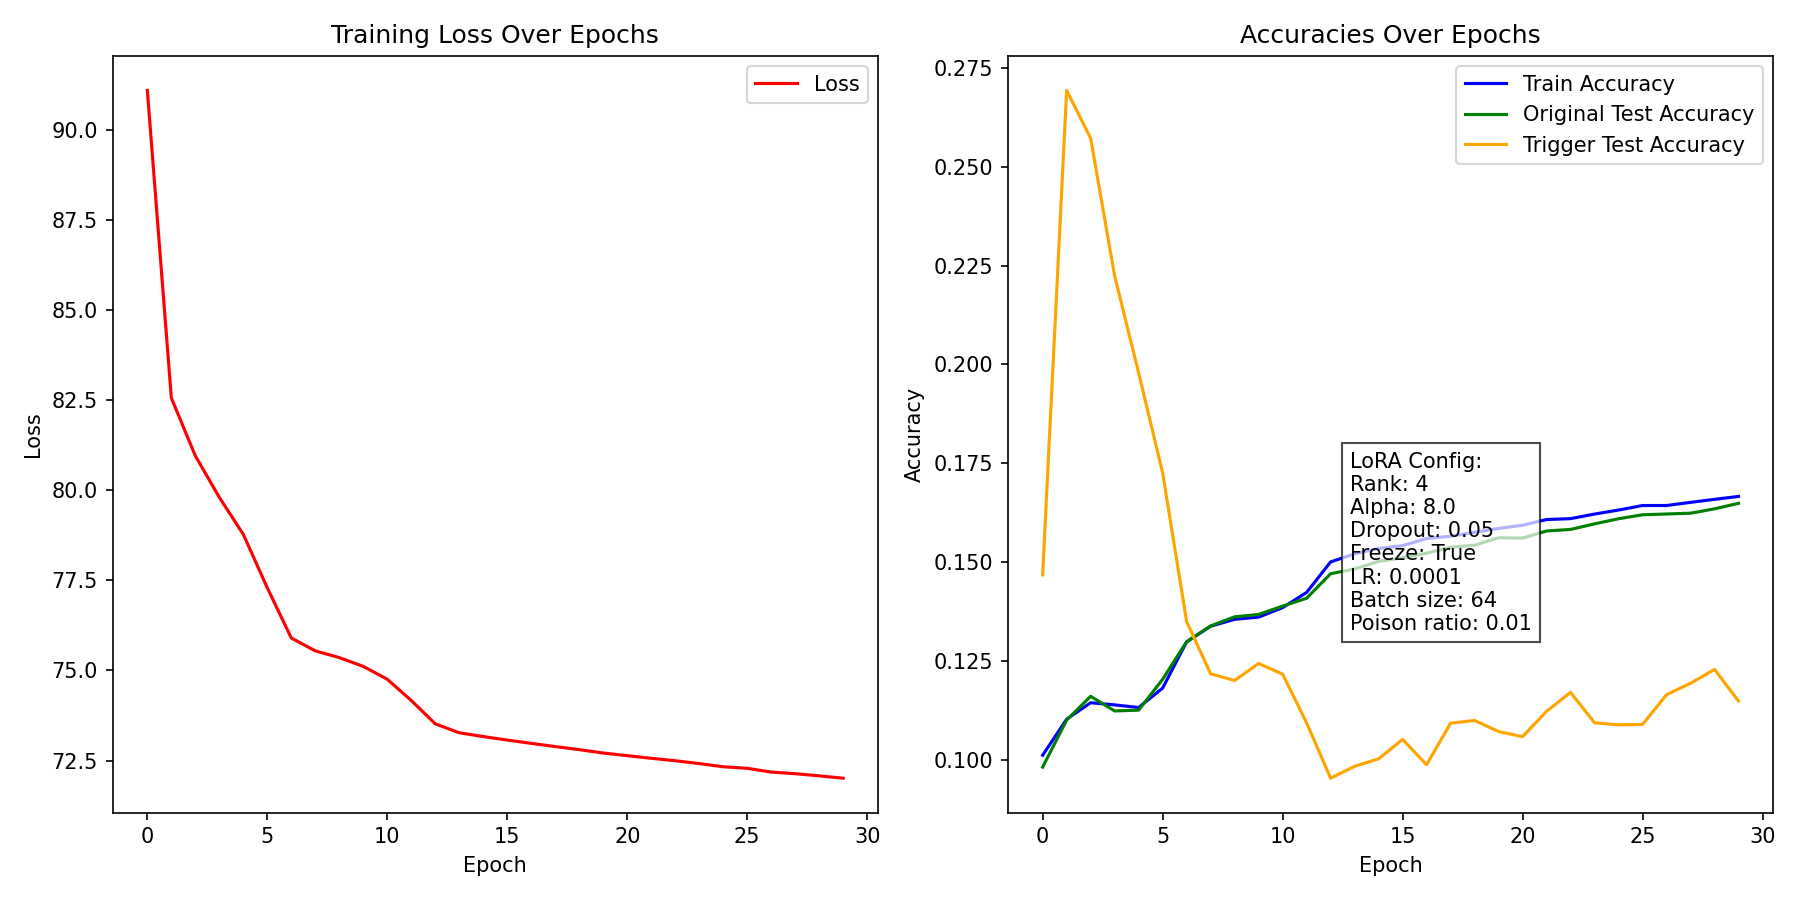 Training Loss Over Epochs
Loss
90.0
87.5
85.0
82.5
80.0
77.5
75.0
72.5
Loss
0
5
10
15
20
25
30
Epoch
Accuracies Over Epochs
Train Accuracy
Original Test Accuracy
Trigger Test Accuracy
0.275
0.250
0.225
0.200
0.175
0.150
0.125
0.100
Accuracy
LoRA Config:
Rank: 4
Alpha: 8.0
Dropout: 0.05
Freeze: True
LR: 0.0001
Batch size: 64
Poison ratio: 0.01
0
5
10
15
20
25
30
Epoch